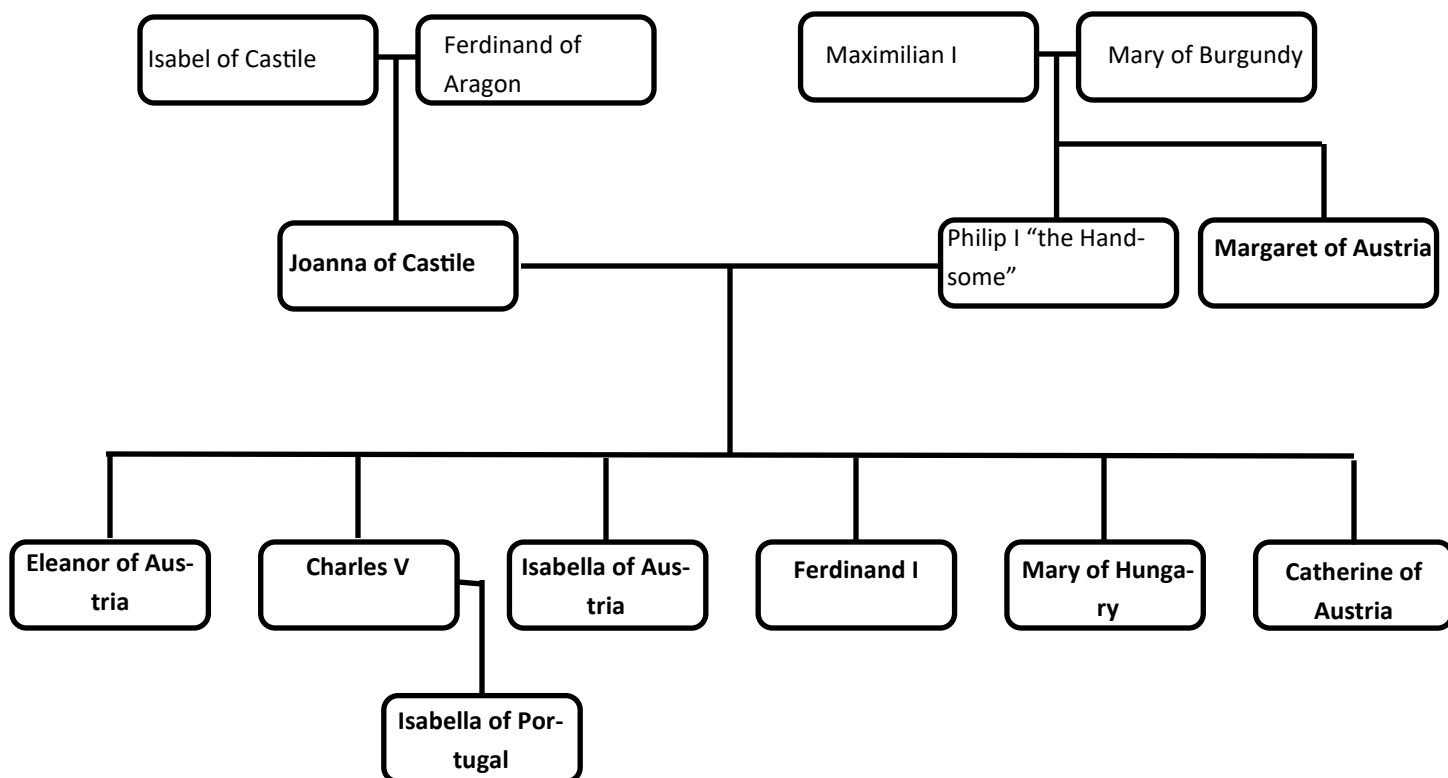 Isabel of Castile
Ferdinand of
Aragon
Maximilian I
Mary of Burgundy
Joanna of Castile
Philip I “the Hand-
some”
Margaret of Austria
Eleanor of Aus-
tria
Charles V
Isabella of Aus-
tria
Ferdinand I
Mary of Hunga-
ry
Catherine of
Austria
Isabella of Por-
tugal